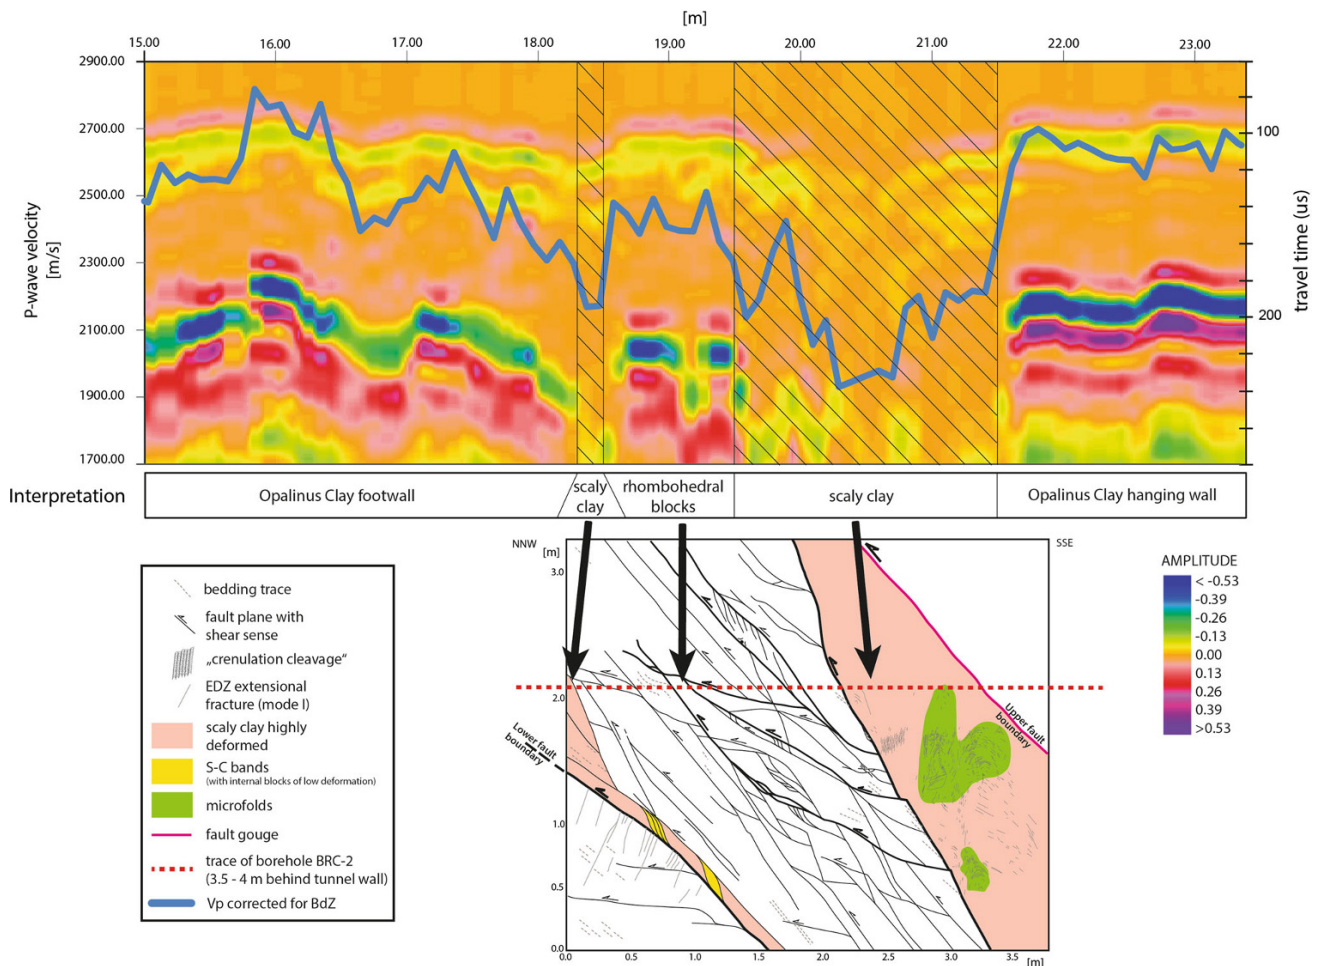 [m]
15.00 16.00 17.00 18.00 19.00 20.00 21.00 22.00 23.00
2900.00
2700.00
2500.00
2300.00
2100.00
1900.00
1700.00
P-wave velocity
[m/s]
100
200
travel time (us)
Interpretation
Opalinus Clay footwall
scaly
clay
rhombohedral
blocks
scaly clay
Opalinus Clay hanging wall
bedding trace
fault plane with
shear sense
„crenulation cleavage“
EDZ extensional
fracture (mode I)
scaly clay highly
deformed
S-C bands
(with internal blocks of low deformation)
microfolds
fault gouge
trace of borehole BRC-2
(3.5 - 4 m behind tunnel wall)
Vp corrected for BdZ
NNW
[m]
SSE
3.0
2.0
1.0
0.5
0.0
Lower fault
boundary
Upper fault
boundary
0.0 0.5 1.0 1.5 2.0 2.5 3.0 3.5 [m]
AMPLITUDE
< -0.53
-0.39
-0.26
-0.13
0.00
0.13
0.26
0.39
>0.53